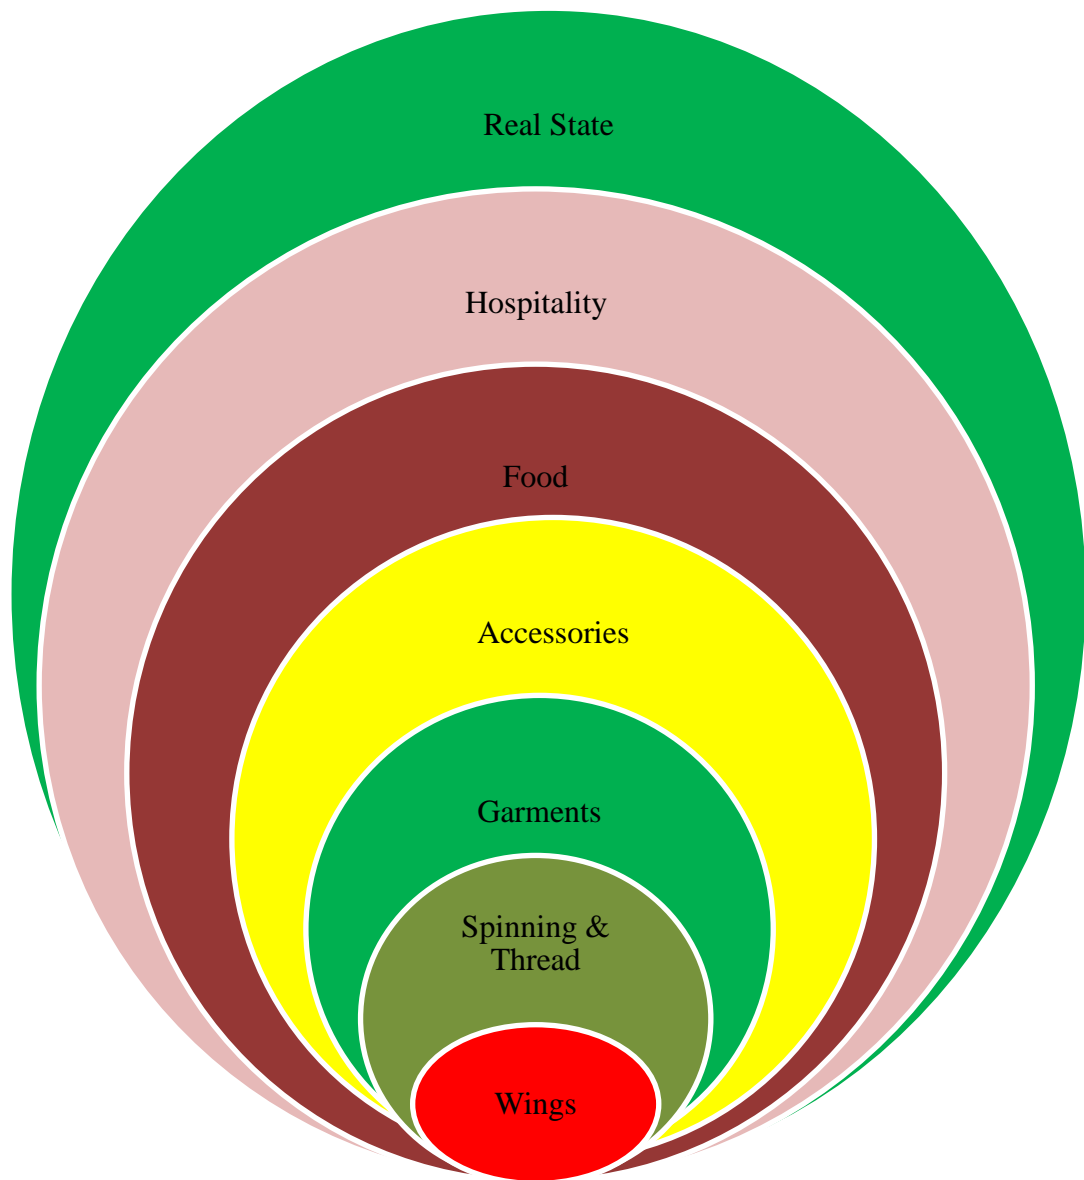 Real State
Hospitality
Food
Accessories
Garments
Spinning &
Thread
Wings